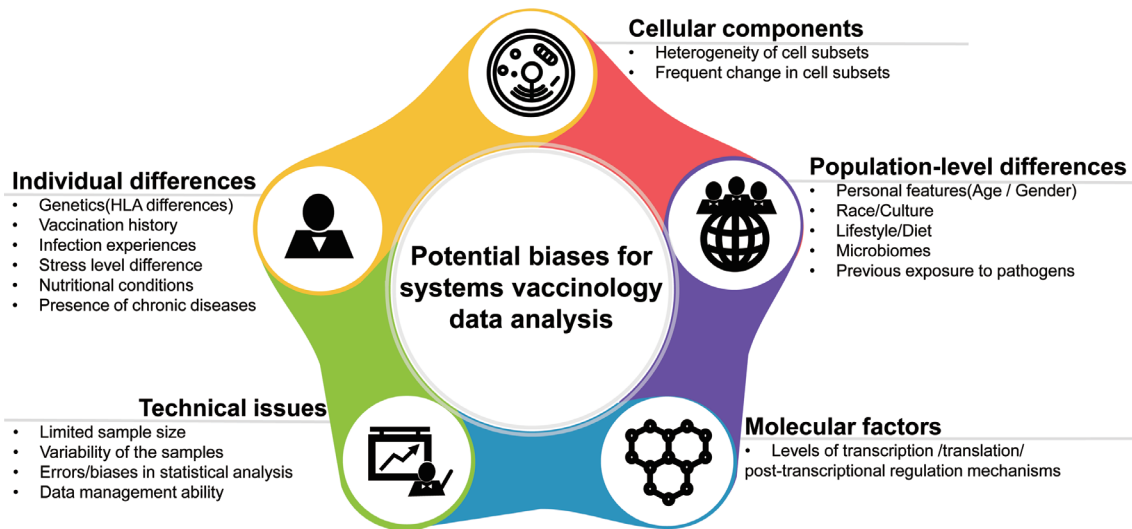 Cellular components
• Heterogeneity of cell subsets
• Frequent change in cell subsets
Individual differences
• Genetics(HLA differences)
• Vaccination history
• Infection experiences
• Stress level difference
• Nutritional conditions
• Presence of chronic diseases
Population-level differences
• Personal features(Age / Gender)
• Race/Culture
• Lifestyle/Diet
• Microbiomes
• Previous exposure to pathogens
Potential biases for
systems vaccinology
data analysis
Technical issues
• Limited sample size
• Variability of the samples
• Errors/biases in statistical analysis
• Data management ability
Molecular factors
• Levels of transcription /translation/
post-transcriptional regulation mechanisms